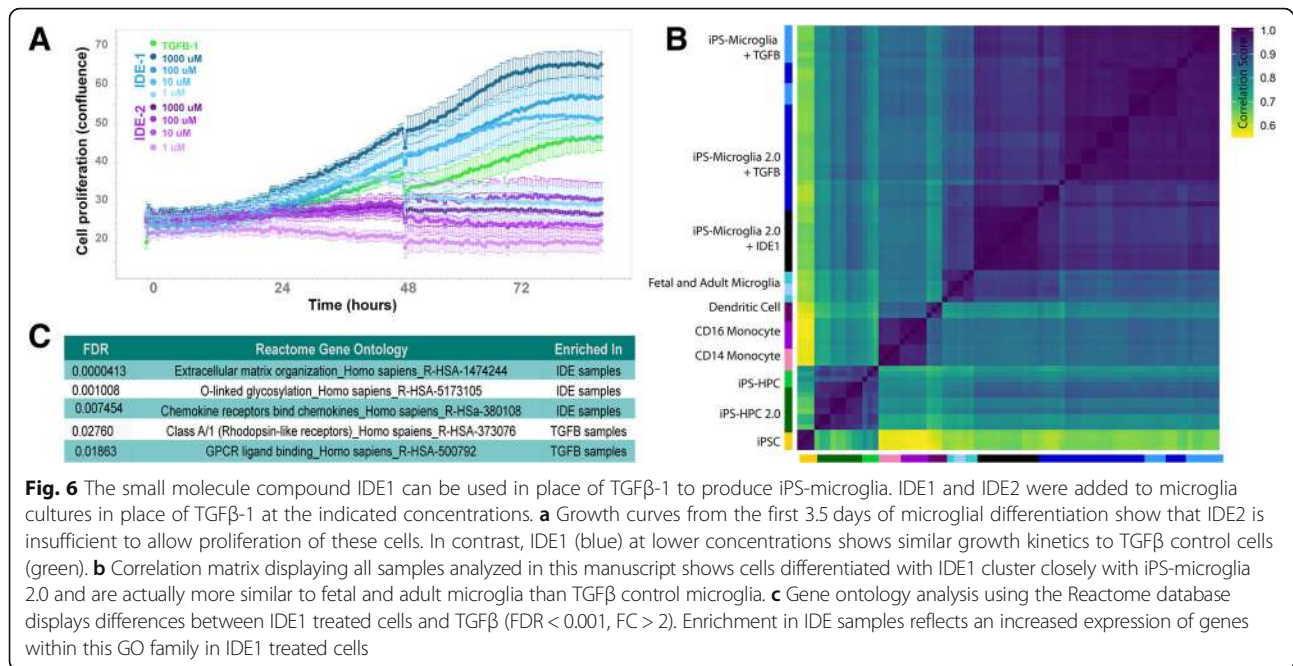 A
70
60
50
40
30
20
Cell proliferation (confluence)
TGFB-1
IDE-1
1000 uM
100 uM
10 uM
1 uM
IDE-2
1000 uM
100 uM
10 uM
1 uM
0
24
48
72
Time (hours)
B
iPS-Microglia
+ TGFB
iPS-Microglia 2.0
+ TGFB
iPS-Microglia 2.0
+ IDE1
Fetal and Adult Microglia
Dendritic Cell
CD16 Monocyte
CD14 Monocyte
iPS-HPC
iPS-HPC 2.0
iPSC
1.0
0.9
0.8
0.7
0.6
Correlation Score
C
FDR Reactome Gene Ontology Enriched In
0.0000413 Extracellular matrix organization_Homo sapiens_R-HSA-1474244 IDE samples
0.001008 O-linked glycosylation_Homo sapiens_R-HSA-5173105 IDE samples
0.007454 Chemokine receptors bind chemokines_Homo sapiens_R-HSa-380108 IDE samples
0.02760 Class A/1 (Rhodopsin-like receptors)_Homo spaiens_R-HSA-373076 TGFB samples
0.01863 GPCR ligand binding_Homo sapiens_R-HSA-500792 TGFB samples
Fig. 6 The small molecule compound IDE1 can be used in place of TGFβ-1 to produce iPS-microglia. IDE1 and IDE2 were added to microglia
cultures in place of TGFβ-1 at the indicated concentrations. a Growth curves from the first 3.5 days of microglial differentiation show that IDE2 is
insufficient to allow proliferation of these cells. In contrast, IDE1 (blue) at lower concentrations shows similar growth kinetics to TGFβ control cells
(green). b Correlation matrix displaying all samples analyzed in this manuscript shows cells differentiated with IDE1 cluster closely with iPS-microglia
2.0 and are actually more similar to fetal and adult microglia than TGFβ control microglia. c Gene ontology analysis using the Reactome database
displays differences between IDE1 treated cells and TGFβ (FDR < 0.001, FC > 2). Enrichment in IDE samples reflects an increased expression of genes
within this GO family in IDE1 treated cells